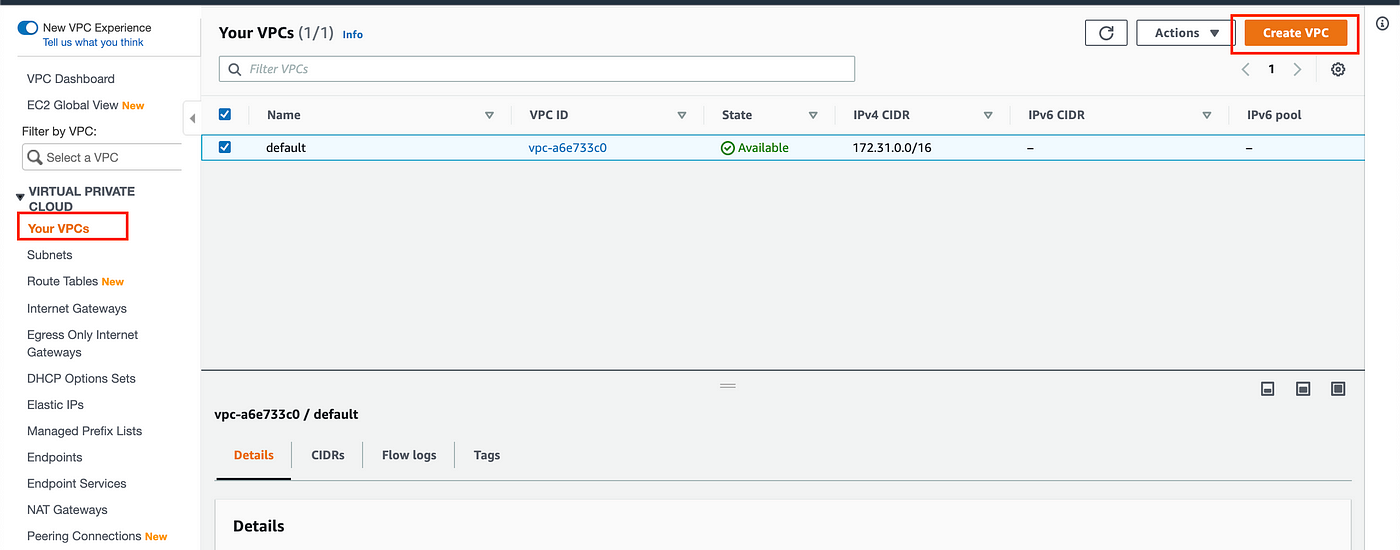 New VPC Experience
Tell us what you think
VPC Dashboard
EC2 Global View New
Filter by VPC:
Select a VPC
VIRTUAL PRIVATE
CLOUD
Your VPCs
Subnets
Route Tables New
Internet Gateways
Egress Only Internet
Gateways
DHCP Options Sets
Elastic IPs
Managed Prefix Lists
Endpoints
Endpoint Services
NAT Gateways
Peering Connections New
Your VPCs (1/1) Info
Actions
Create VPC
Filter VPCs
1
Name VPC ID State IPv4 CIDR IPv6 CIDR IPv6 pool
default vpc-a6e733c0 Available 172.31.0.0/16 – –
vpc-a6e733c0 / default
Details CIDRs Flow logs Tags
Details